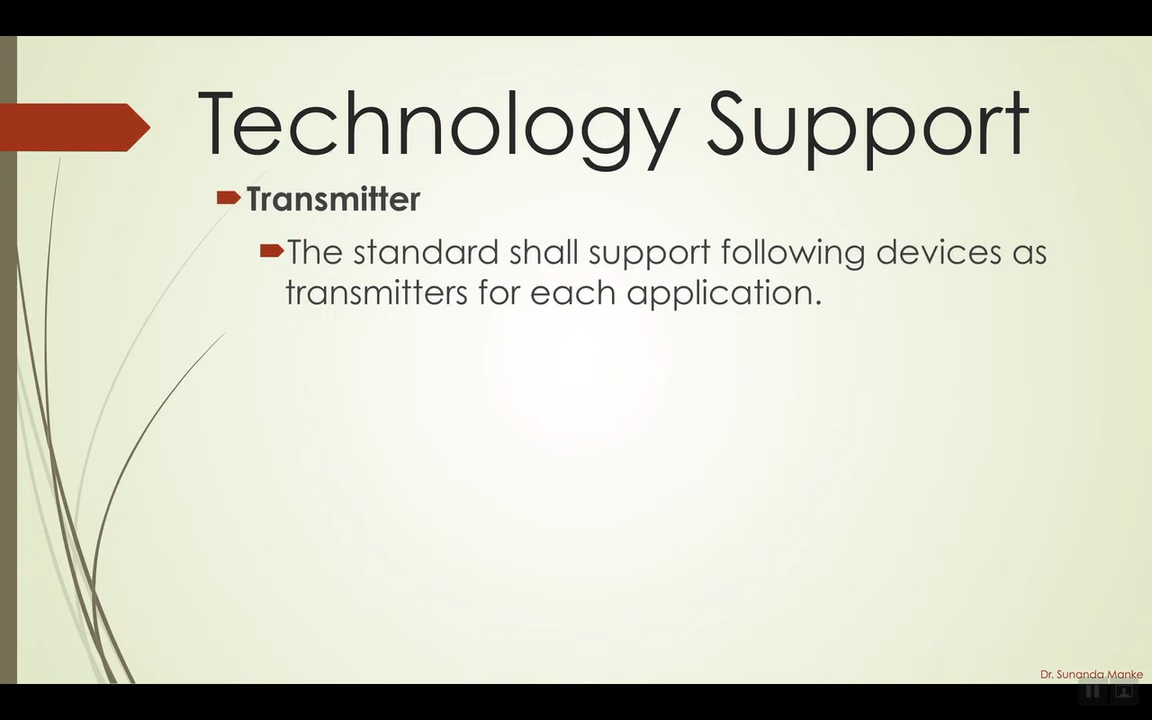 Technology Support
Transmitter
The standard shall support following devices as
transmitters for each application.
Dr. Sunanda Manke